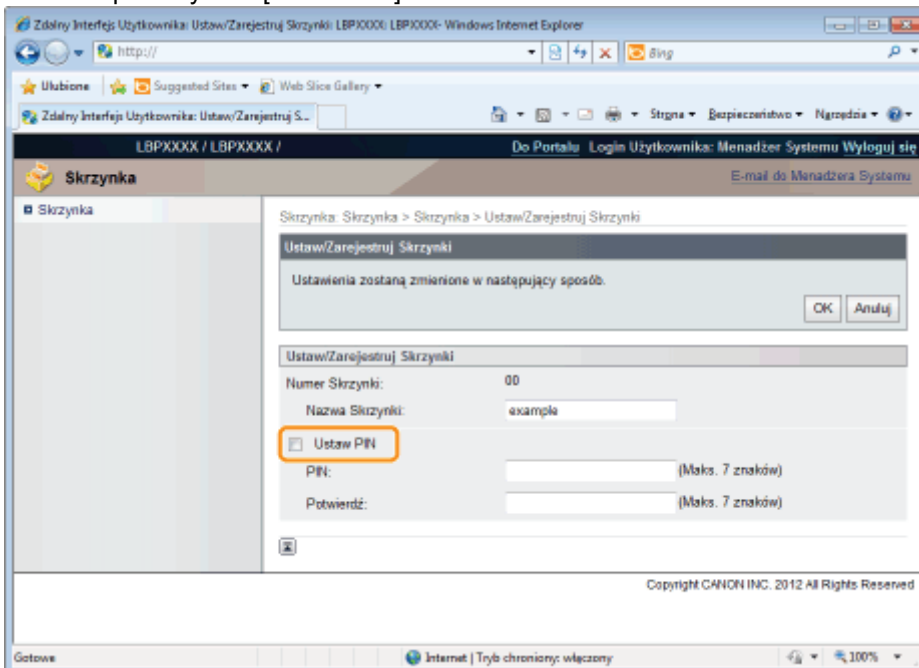 Zdalny Interfejs Użytkownika: Ustaw/Zarejestruj Skrzynki: LBPXXXX: LBPXXXX- Windows Internet Explorer
http://
Bing
Ulubione Suggested Sites Web Slice Gallery
Zdalny Interfejs Użytkownika: Ustaw/Zarejestruj S... Strona Bezpieczeństwo Narzędzia
LBPXXXX / LBPXXXX / Do Portalu Login Użytkownika: Menadżer Systemu Wyloguj się
Skrzynka E-mail do Menadżera Systemu
Skrzynka
Skrzynka: Skrzynka > Skrzynka > Ustaw/Zarejestruj Skrzynki
Ustaw/Zarejestruj Skrzynki
Ustawienia zostaną zmienione w następujący sposób.
OK Anuluj
Ustaw/Zarejestruj Skrzynki
Numer Skrzynki: 00
Nazwa Skrzynki: example
Ustaw PIN
PIN: (Maks. 7 znaków)
Potwierdź: (Maks. 7 znaków)
Copyright CANON INC. 2012 All Rights Reserved
Gotowe Internet | Tryb chroniony: włączony 100%